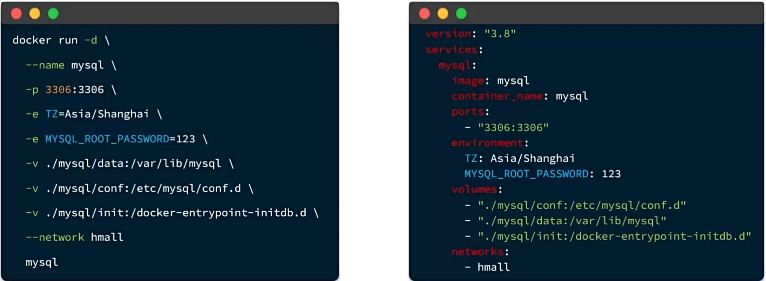 docker run -d \
--name mysql \
-p 3306:3306 \
-e TZ=Asia/Shanghai \
-e MYSQL_ROOT_PASSWORD=123 \
-v ./mysql/data:/var/lib/mysql \
-v ./mysql/conf:/etc/mysql/conf.d \
-v ./mysql/init:/docker-entrypoint-initdb.d \
--network hmall
mysql
version: "3.8"
services:
mysql:
image: mysql
container_name: mysql
ports:
- "3306:3306"
environment:
TZ: Asia/Shanghai
MYSQL_ROOT_PASSWORD: 123
volumes:
- "./mysql/conf:/etc/mysql/conf.d"
- "./mysql/data:/var/lib/mysql"
- "./mysql/init:/docker-entrypoint-initdb.d"
networks:
- hmall